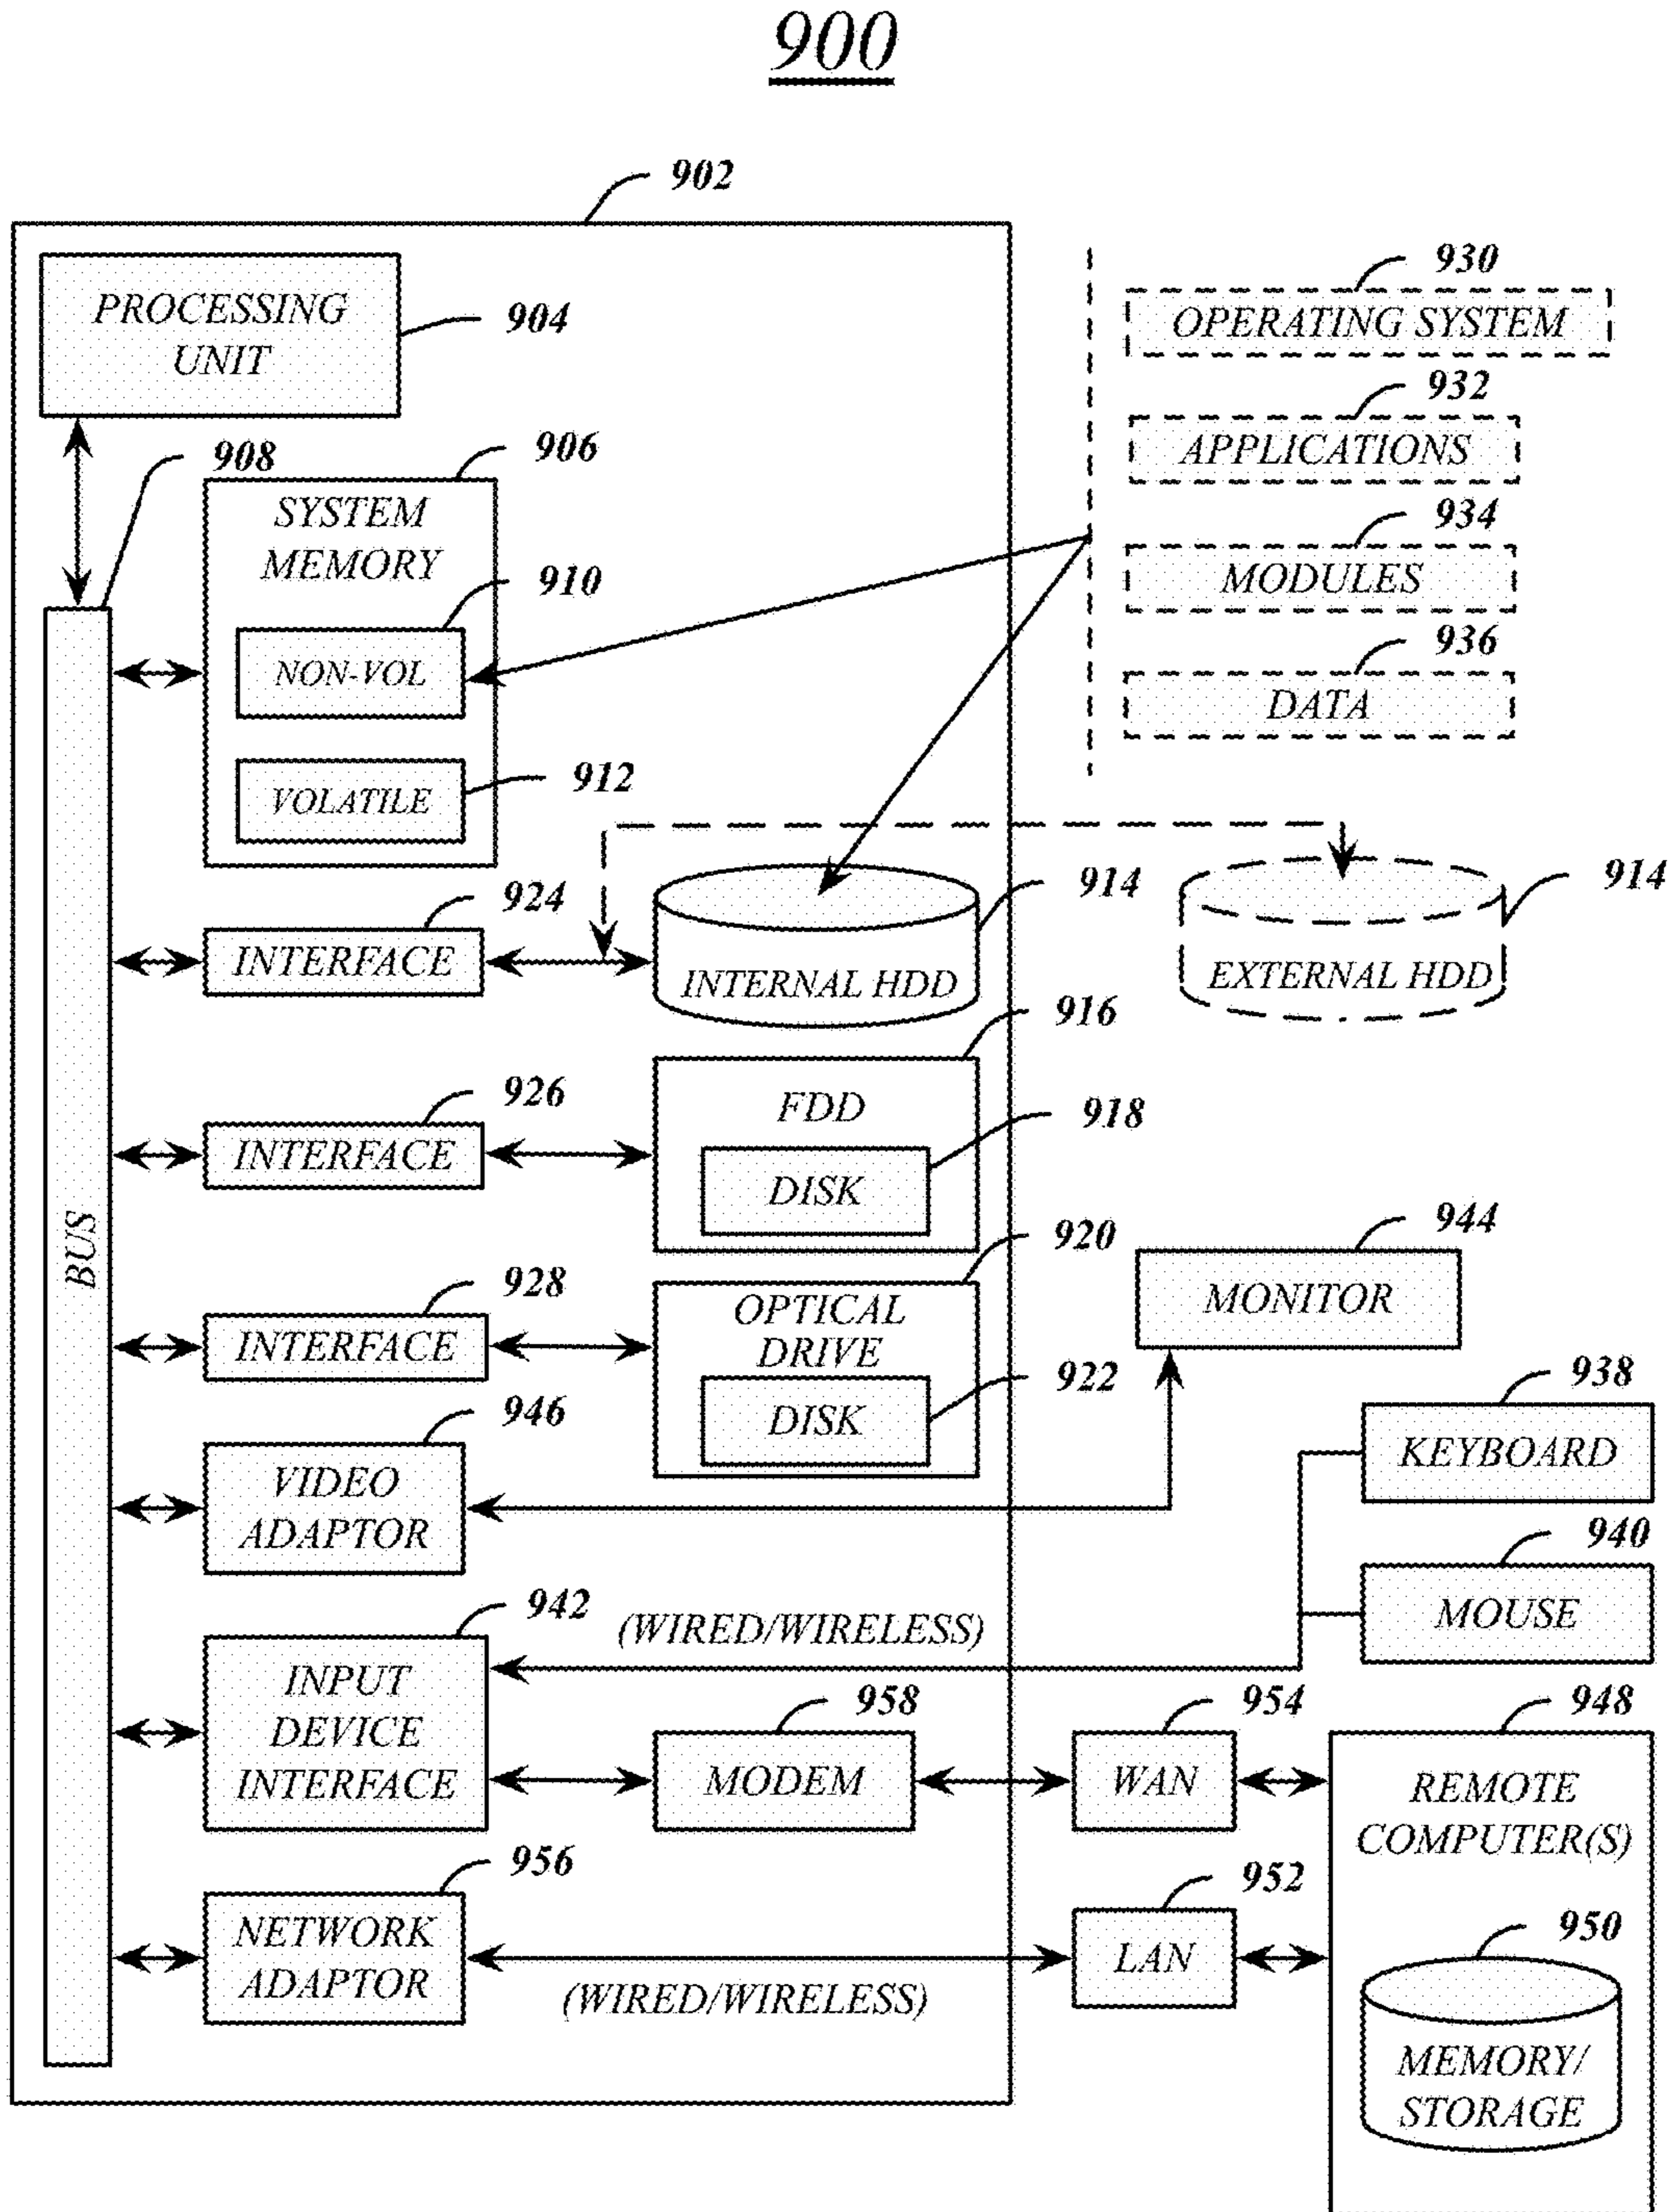 900
902
PROCESSING
UNIT
904
930
OPERATING SYSTEM
932
APPLICATIONS
934
MODULES
936
DATA
908
906
SYSTEM
MEMORY
910
NON-VOL
912
VOLATILE
BUS
924
INTERFACE
914
INTERNAL HDD
914
EXTERNAL HDD
916
FDD
918
DISK
926
INTERFACE
920
OPTICAL
DRIVE
922
DISK
928
INTERFACE
944
MONITOR
946
VIDEO
ADAPTOR
938
KEYBOARD
940
MOUSE
942
INPUT
DEVICE
INTERFACE
(WIRED/WIRELESS)
958
MODEM
954
WAN
948
REMOTE
COMPUTER(S)
956
NETWORK
ADAPTOR
(WIRED/WIRELESS)
952
LAN
950
MEMORY/
STORAGE